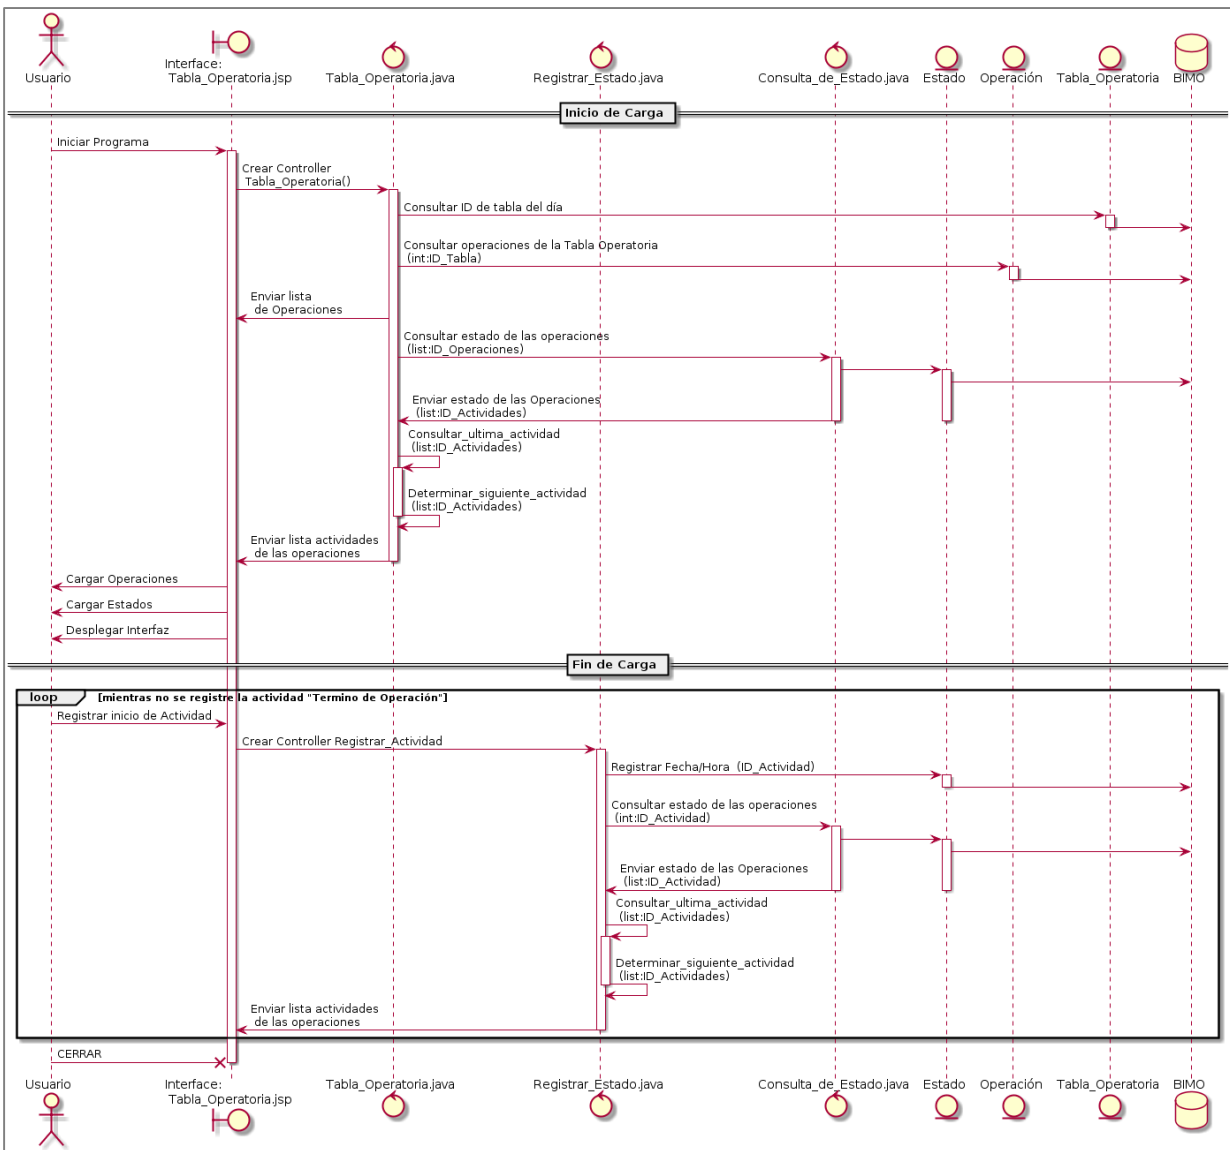 Usuario
Interface:
Tabla_Operatoria.jsp
Tabla_Operatoria.java
Registrar_Estado.java
Consulta_de_Estado.java
Estado
Operación
Tabla_Operatoria
BIMO
Inicio de Carga
Iniciar Programa
Crear Controller
Tabla_Operatoria()
Consultar ID de tabla del día
Consultar operaciones de la Tabla Operatoria
(int:ID_Tabla)
Enviar lista
de Operaciones
Consultar estado de las operaciones
(list:ID_Operaciones)
Enviar estado de las Operaciones
(list:ID_Actividades)
Consultar_ultima_actividad
(list:ID_Actividades)
Determinar_siguiente_actividad
(list:ID_Actividades)
Enviar lista actividades
de las operaciones
Cargar Operaciones
Cargar Estados
Desplegar Interfaz
Fin de Carga
loop [mientras no se registre la actividad "Termino de Operación"]
Registrar inicio de Actividad
Crear Controller Registrar_Actividad
Registrar Fecha/Hora (ID_Actividad)
Consultar estado de las operaciones
(int:ID_Actividad)
Enviar estado de las Operaciones
(list:ID_Actividad)
Consultar_ultima_actividad
(list:ID_Actividades)
Determinar_siguiente_actividad
(list:ID_Actividades)
Enviar lista actividades
de las operaciones
CERRAR
Usuario
Interface:
Tabla_Operatoria.jsp
Tabla_Operatoria.java
Registrar_Estado.java
Consulta_de_Estado.java
Estado
Operación
Tabla_Operatoria
BIMO